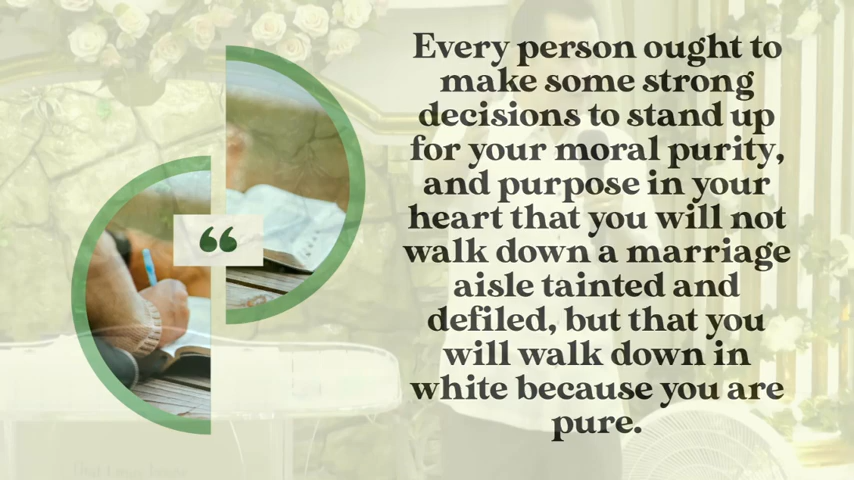 Every person ought to
make some strong
decisions to stand up
for your moral purity,
and purpose in your
heart that you will not
walk down a marriage
aisle tainted and
defiled, but that you
will walk down in
white because you are
pure.